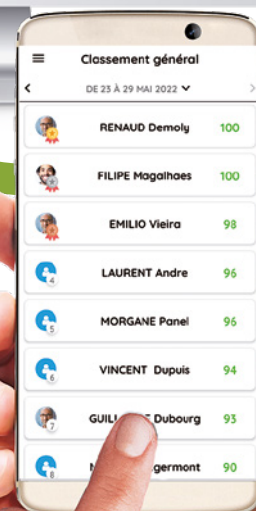 Classement général
DE 23 À 29 MAI 2022
RENAUD Demoly 100
FILIPE Magalhaes 100
EMILIO Vieira 98
4 LAURENT Andre 96
5 MORGANE Panel 96
6 VINCENT Dupuis 94
7 Dubourg 93
8 90